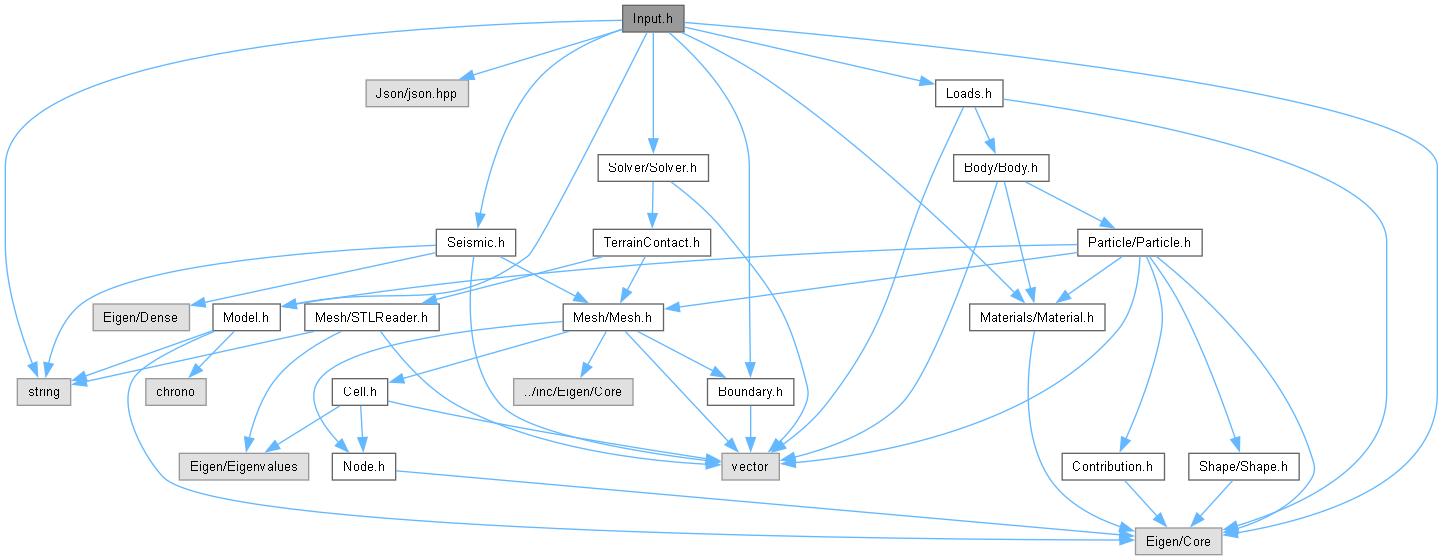 Input.h
Json/json.hpp
Loads.h
Solver/Solver.h
Body/Body.h
Seismic.h
TerrainContact.h
Particle/Particle.h
Eigen/Dense
Model.h
Mesh/STLReader.h
Mesh/Mesh.h
Materials/Material.h
string
chrono
Cell.h
../inc/Eigen/Core
Boundary.h
Eigen/Eigenvalues
Node.h
vector
Contribution.h
Shape/Shape.h
Eigen/Core